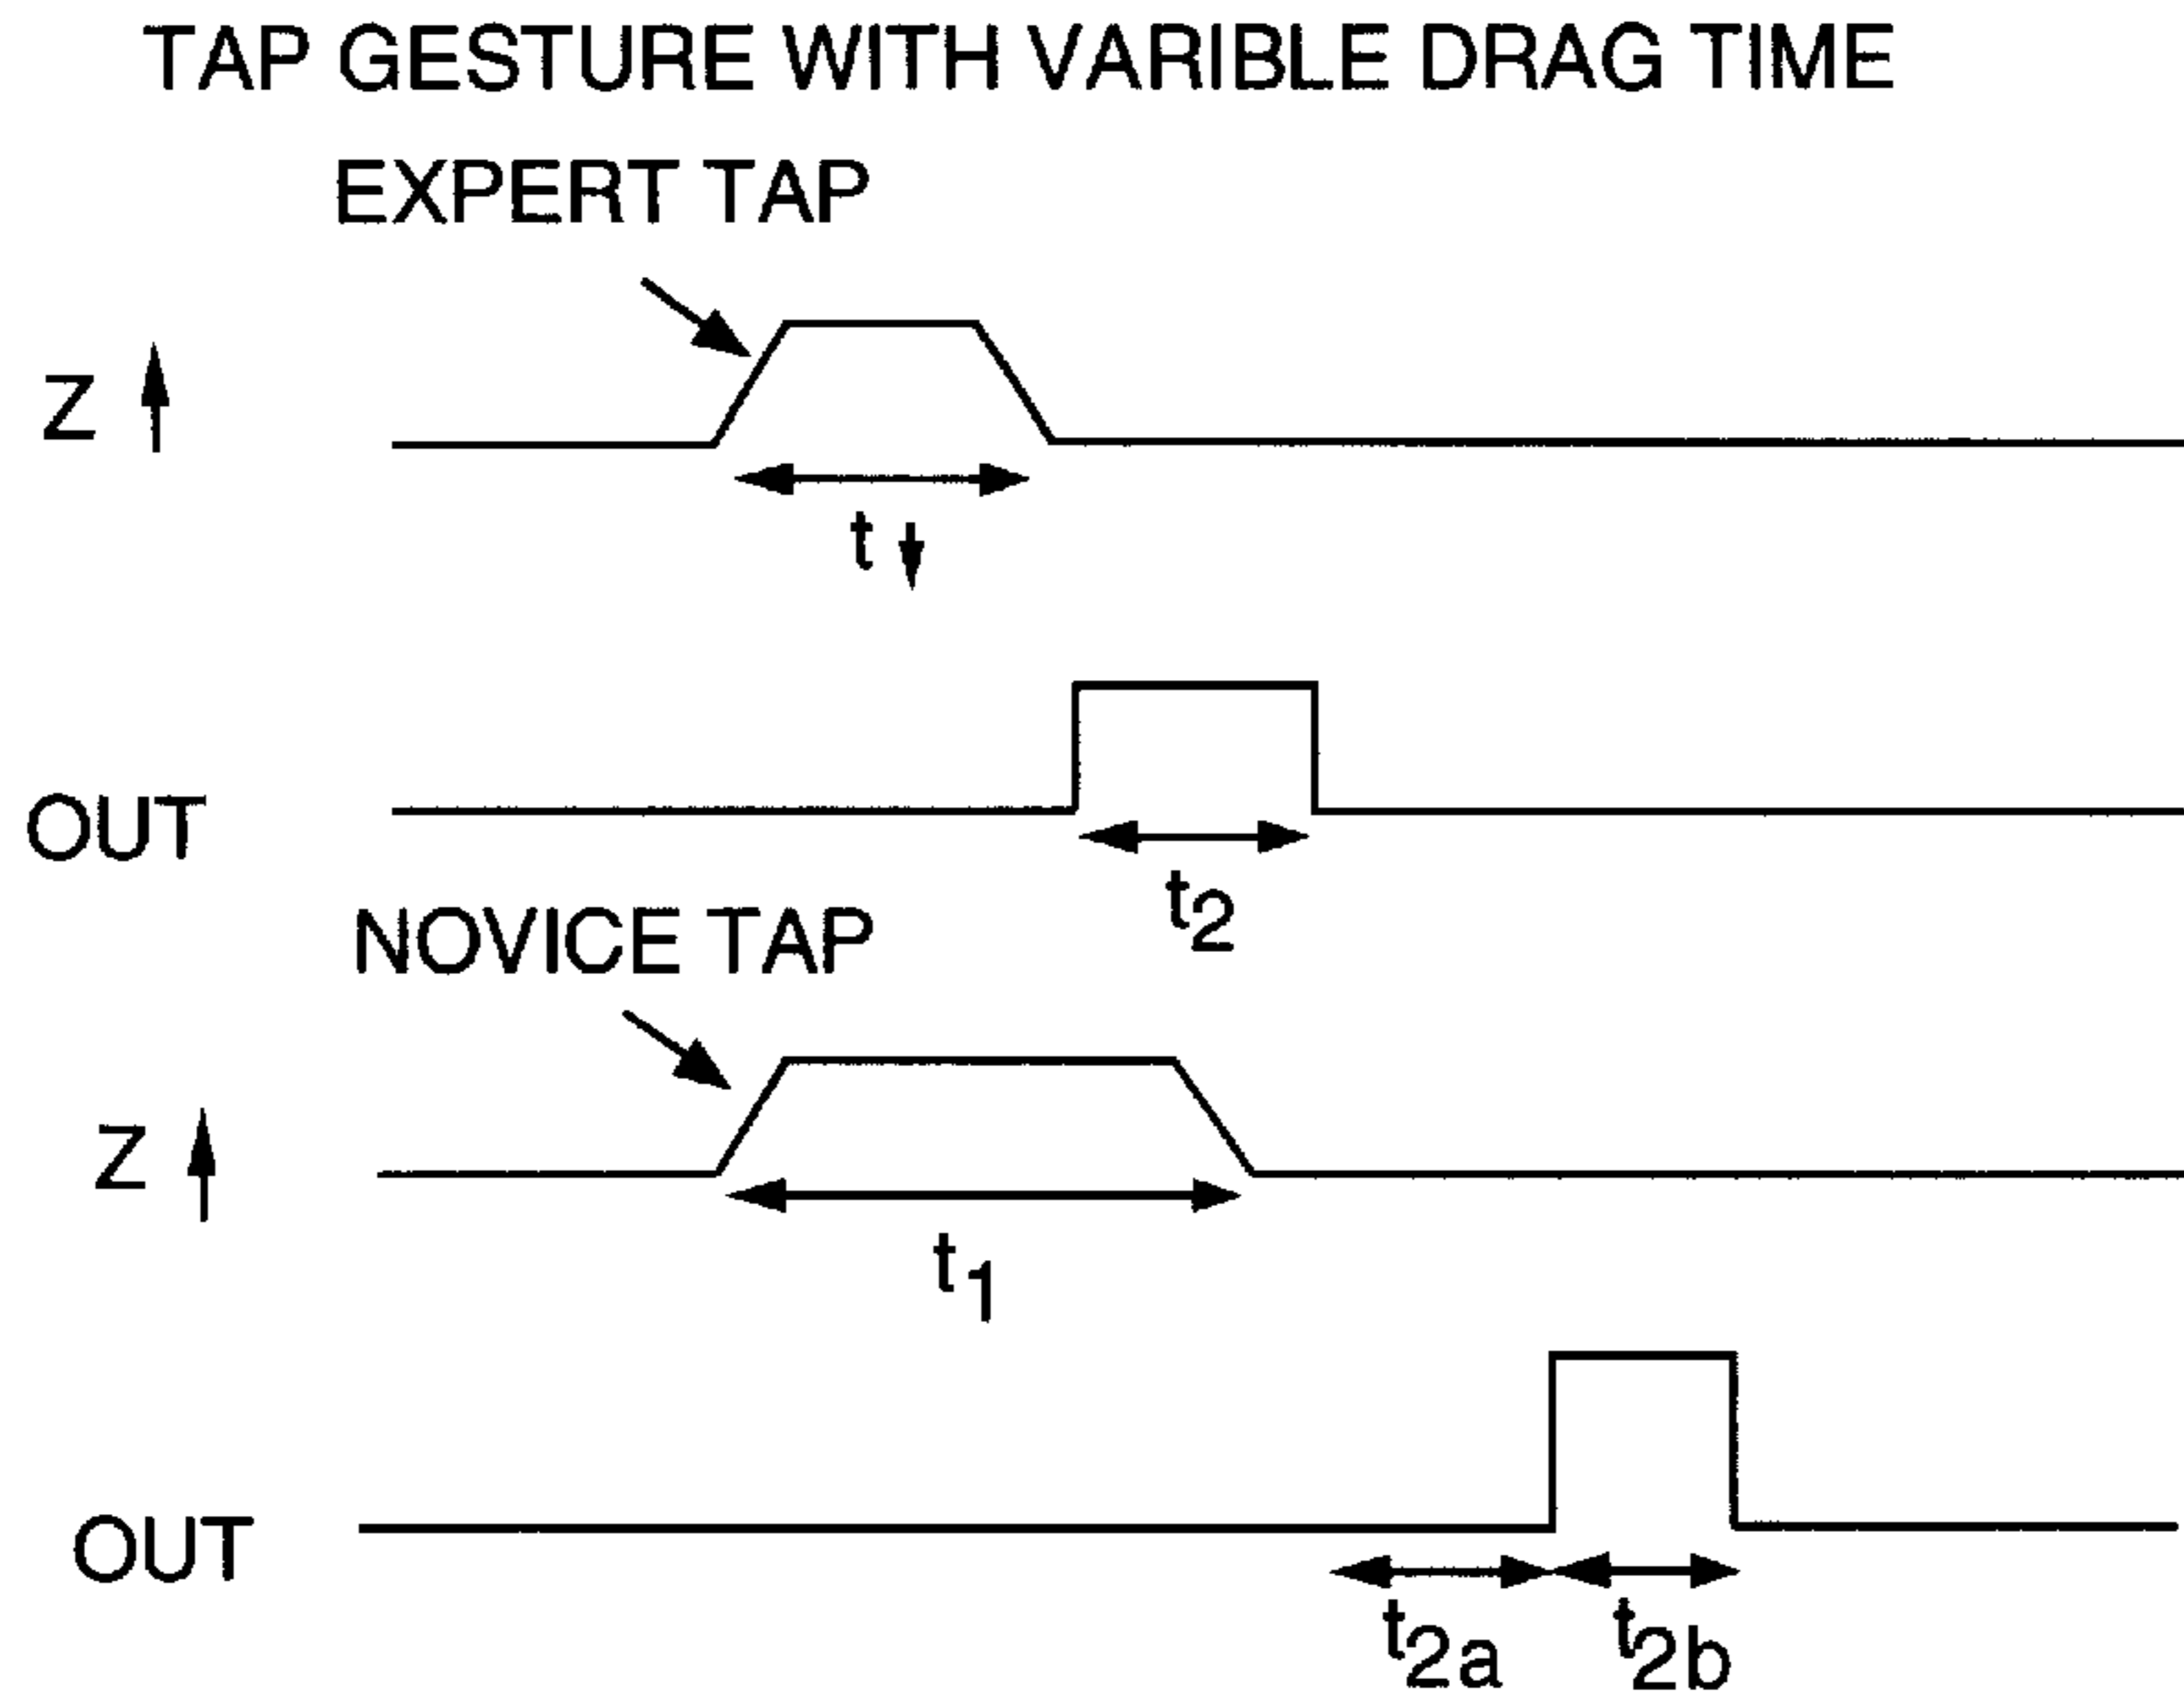 TAP GESTURE WITH VARIBLE DRAG TIME
EXPERT TAP
Z
t
OUT
t2
NOVICE TAP
Z
t1
OUT
t2a
t2b